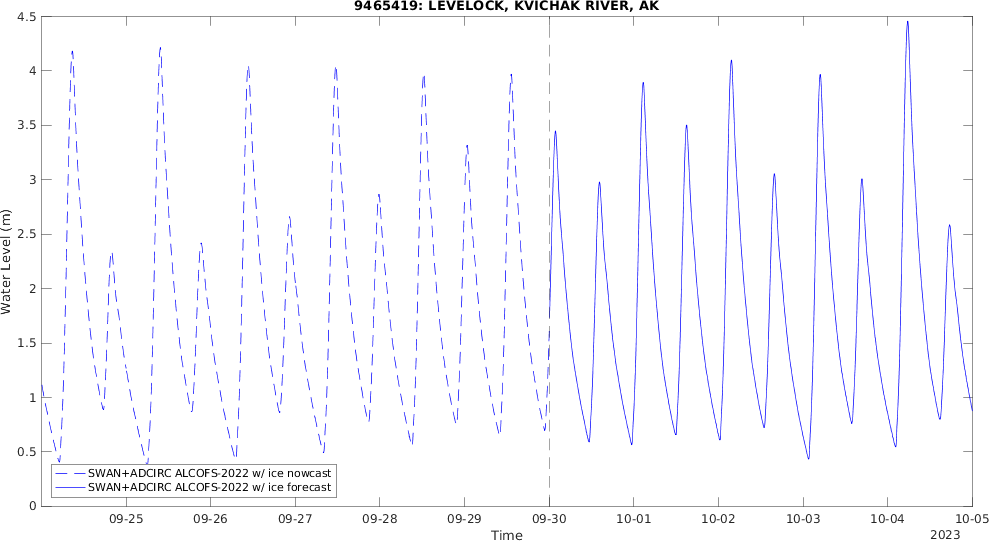 9465419: LEVELOCK, KVICHAK RIVER, AK
4.5
4
3.5
3
2.5
2
1.5
1
0.5
0
Water Level (m)
SWAN+ADCIRC ALCOFS-2022 w/ ice nowcast
SWAN+ADCIRC ALCOFS-2022 w/ ice forecast
09-25 09-26 09-27 09-28 09-29 09-30 10-01 10-02 10-03 10-04 10-05
Time
2023